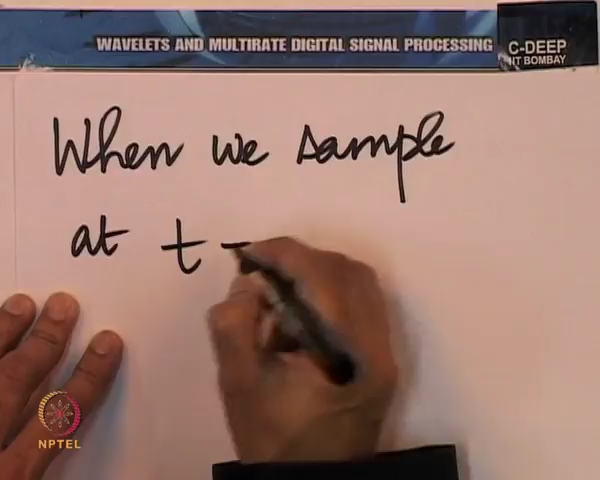 WAVELETS AND MULTIRATE DIGITAL SIGNAL PROCESSING
C-DEEP
IIT BOMBAY
When we sample
at t
NPTEL